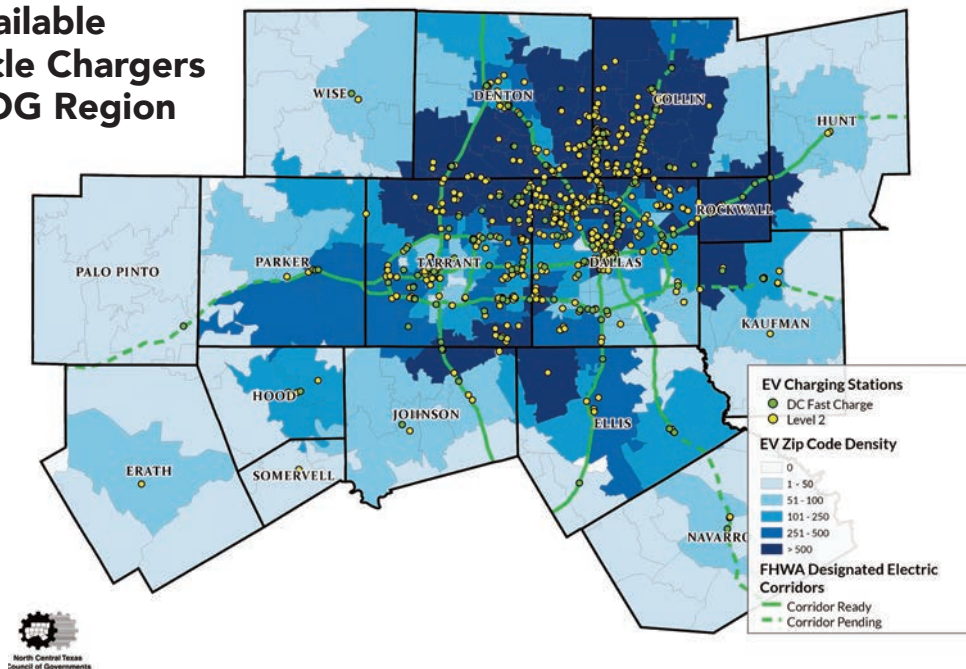 ailable
cle Chargers
OG Region
WISE
DENTON
COLLIN
HUNT
ROCKWALL
PALO PINTO
PARKER
TARRANT
DALLAS
KAUFMAN
HOOD
JOHNSON
ELLIS
ERATH
SOMERVELL
NAVARRO
EV Charging Stations
DC Fast Charge
Level 2
EV Zip Code Density
0
1 - 50
51 - 100
101 - 250
251 - 500
> 500
FHWA Designated Electric
Corridors
Corridor Ready
Corridor Pending
North Central Texas
Council of Governments